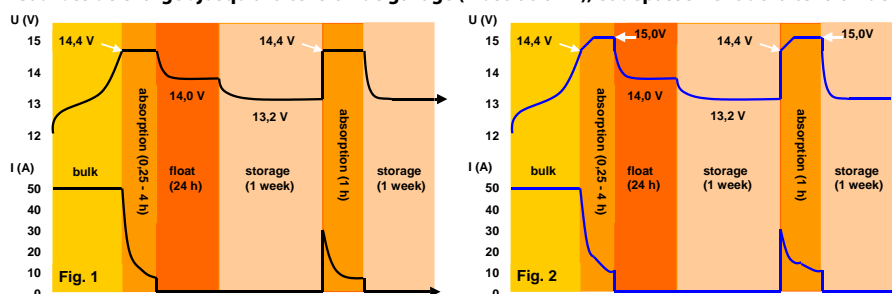 U (V)
15
14
13
12
I (A)
50
40
30
20
10
0
14,4 V
14,4 V
14,0 V
13,2 V
bulk
absorption (0,25 - 4 h)
float
(24 h)
storage
(1 week)
absorption (1 h)
storage
(1 week)
Fig. 1
U (V)
15
14
13
12
I (A)
50
40
30
20
10
0
14,4 V
15,0V
14,4 V
15,0V
14,0 V
13,2 V
bulk
absorption (0,25 - 4 h)
float
(24 h)
storage
(1 week)
absorption (1 h)
storage
(1 week)
Fig. 2